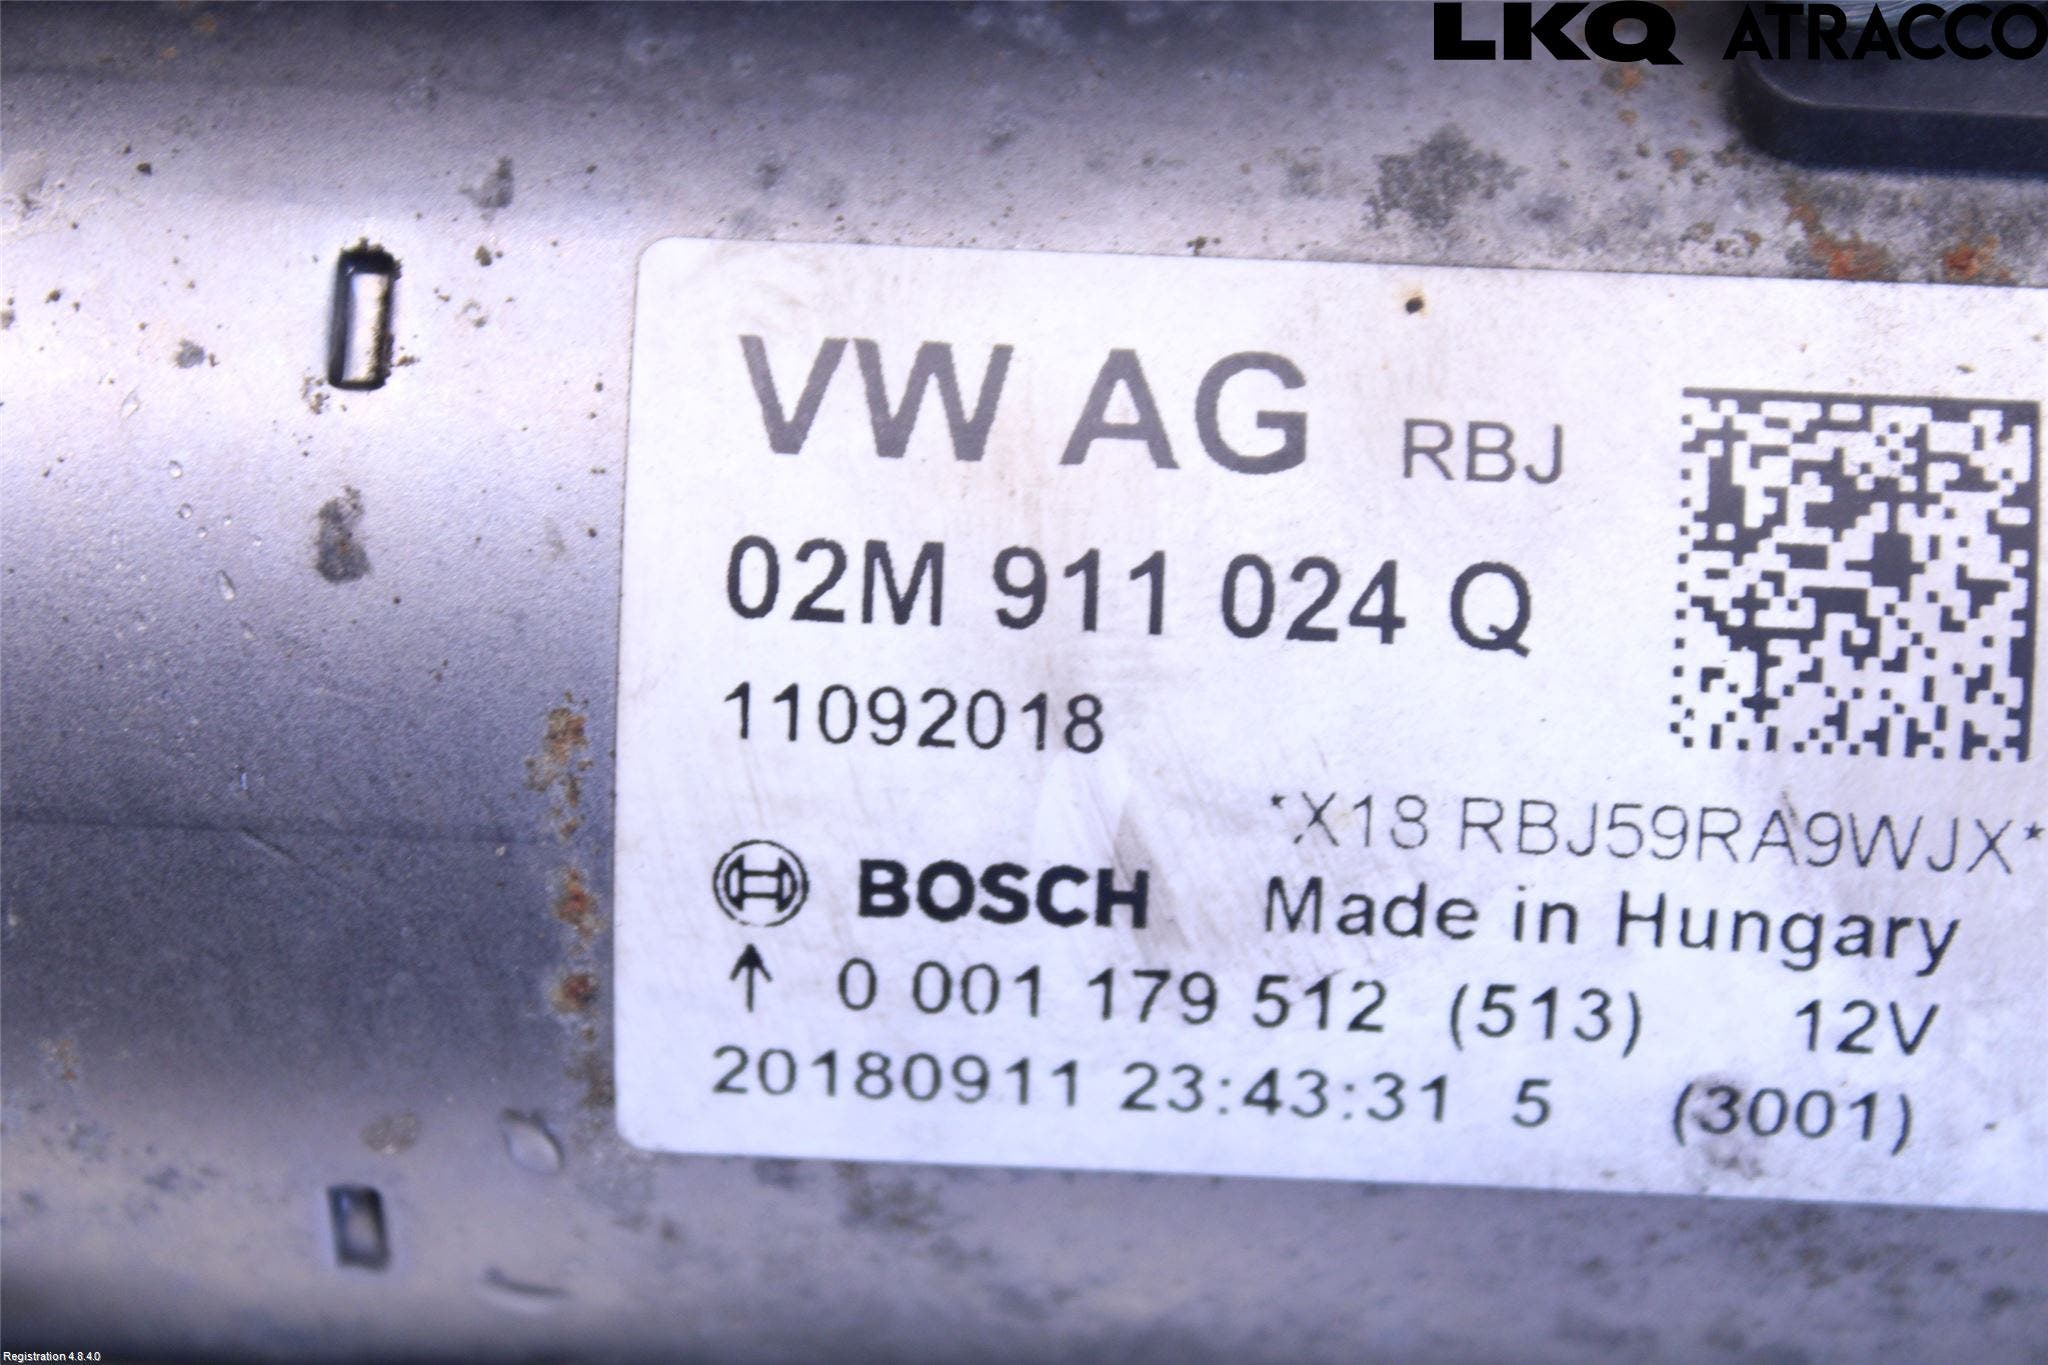 LKQ ATRACCO
VW AG RBJ
02M 911 024 Q
11092018
*X18 RBJ59RA9WJX*
BOSCH Made in Hungary
↑ 0 001 179 512 (513) 12V
20180911 23:43:31 5 (3001)
Registration 4.8.4.0